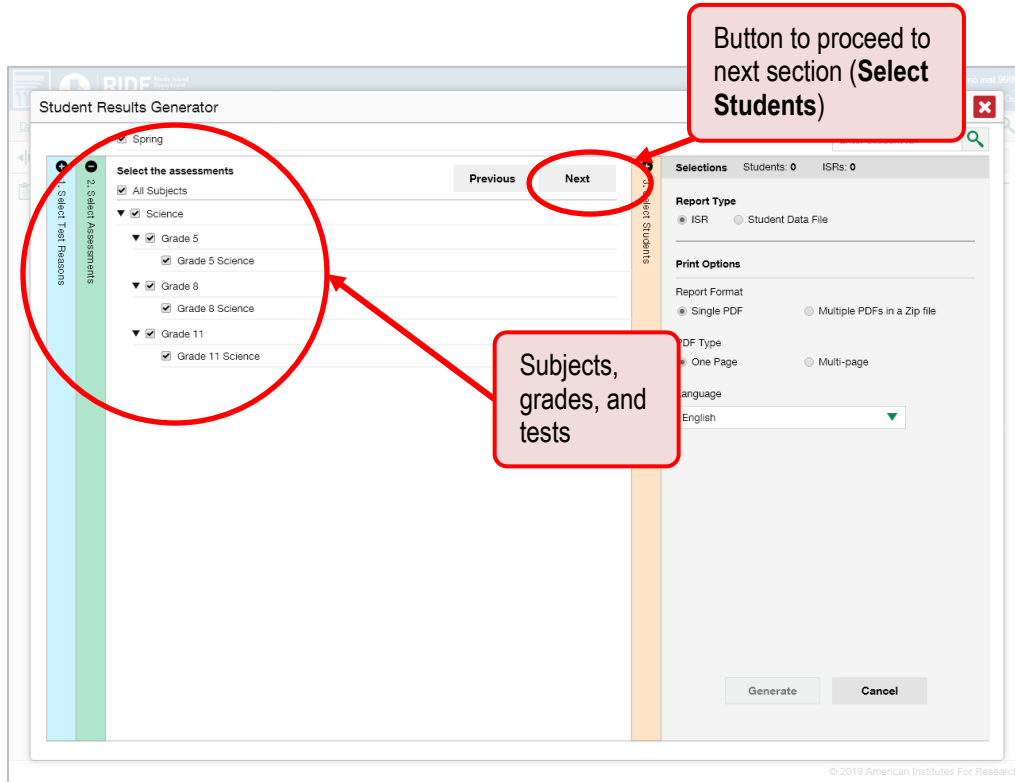 Button to proceed to
next section (Select
Students)
RIDE Rhode Island
Student Results Generator
Spring
1. Select Test Reasons
2. Select Assessments
Select the assessments
Previous
Next
All Subjects
Science
Grade 5
Grade 5 Science
Grade 8
Grade 8 Science
Grade 11
Grade 11 Science
Subjects,
grades, and
tests
3. Select Students
Selections Students: 0 ISRs: 0
Report Type
ISR Student Data File
Print Options
Report Format
Single PDF Multiple PDFs in a Zip file
PDF Type
One Page Multi-page
Language
English
Generate Cancel
© 2019 American Institutes For Research